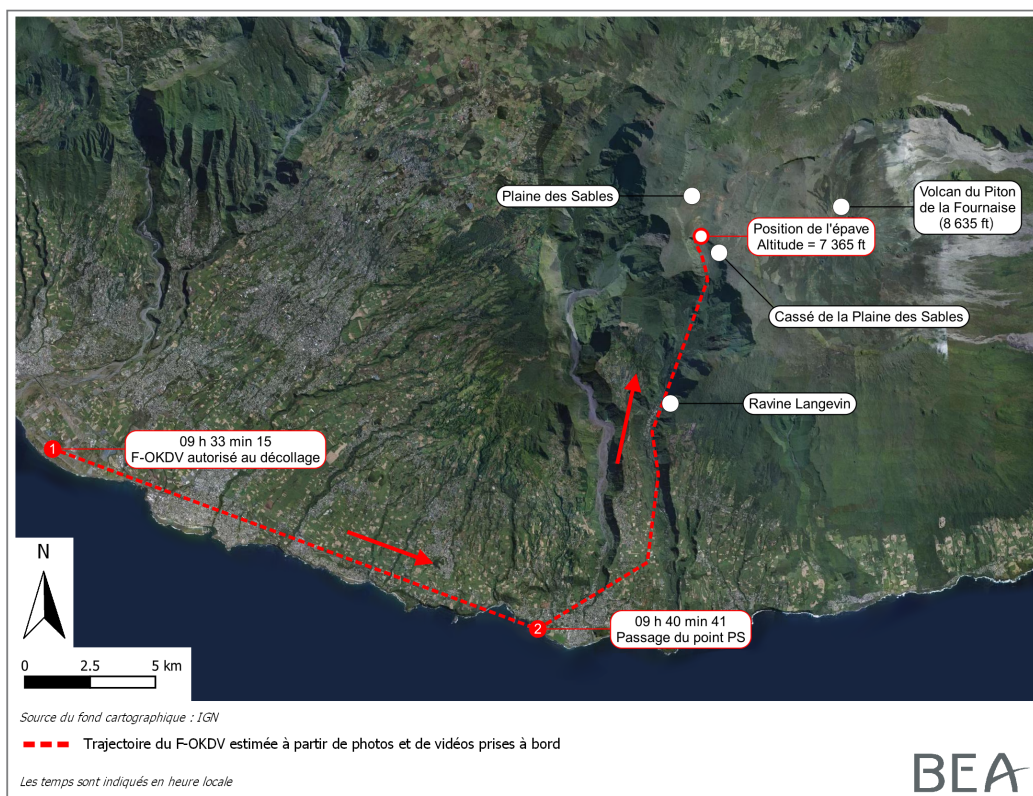 Plaine des Sables
Volcan du Piton
de la Fournaise
(8 635 ft)
Position de l'épave
Altitude = 7 365 ft
Cassé de la Plaine des Sables
Ravine Langevin
1
09 h 33 min 15
F-OKDV autorisé au décollage
2
09 h 40 min 41
Passage du point PS
N
0 2.5 5 km
Source du fond cartographique : IGN
Trajectoire du F-OKDV estimée à partir de photos et de vidéos prises à bord
Les temps sont indiqués en heure locale
BEA